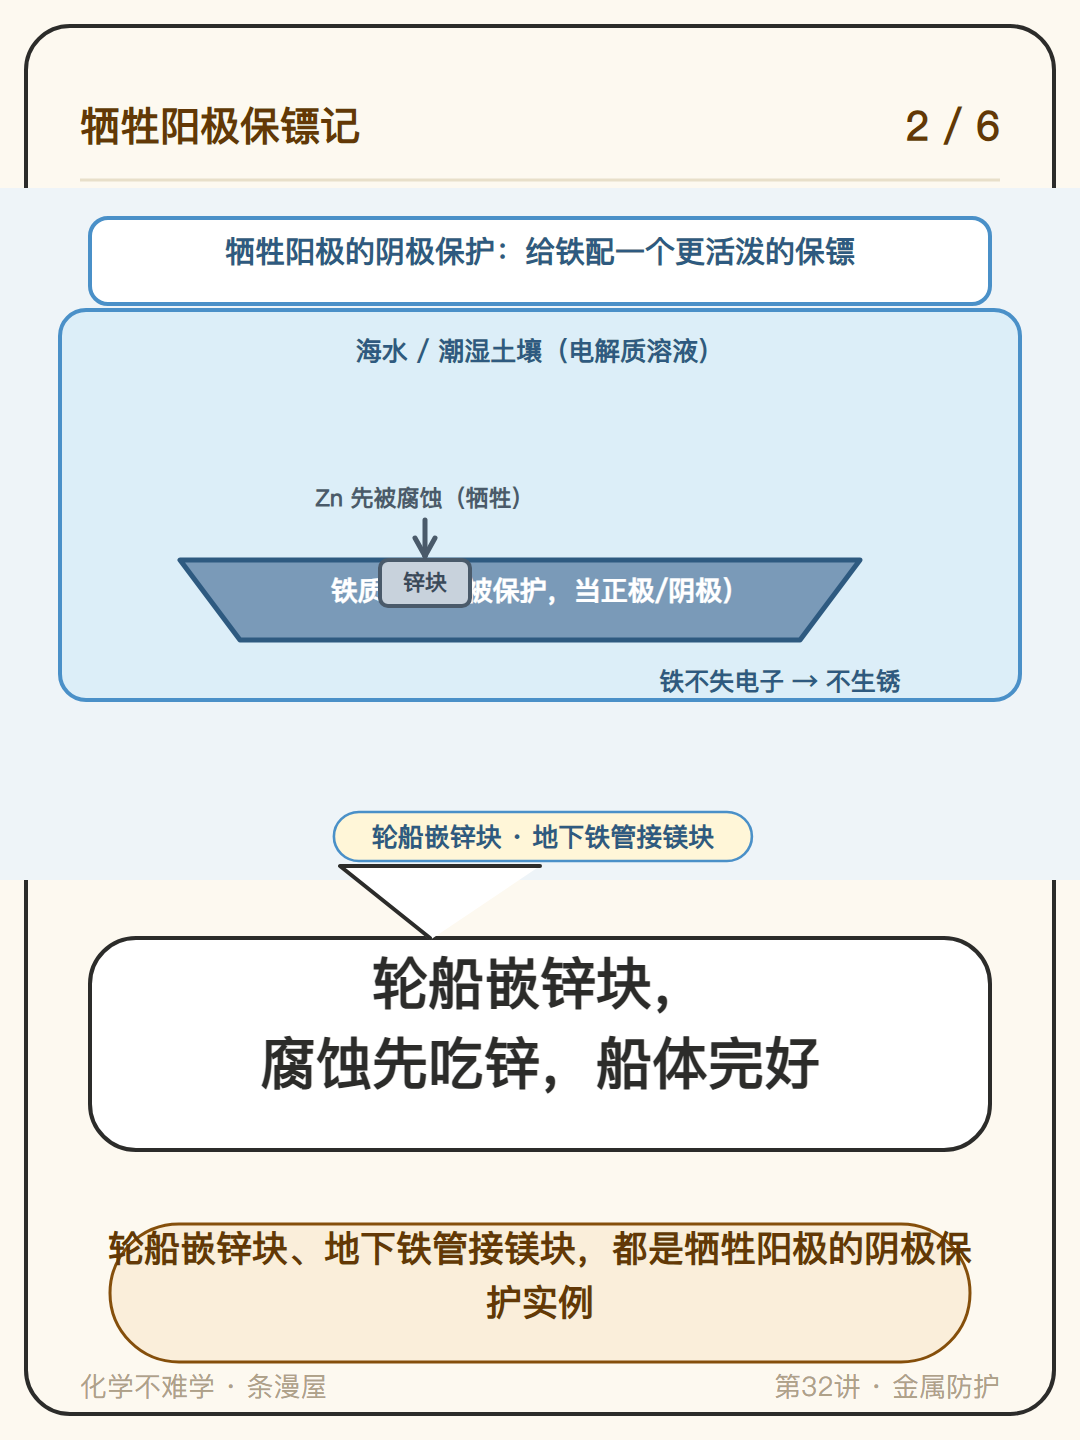 牺牲阳极保镖记
2 / 6
牺牲阳极的阴极保护：给铁配一个更活泼的保镖
海水 / 潮湿土壤（电解质溶液）
Zn 先被腐蚀（牺牲）
铁质
锌块
被保护，当正极/阴极）
铁不失电子 → 不生锈
轮船嵌锌块 · 地下铁管接镁块
轮船嵌锌块，
腐蚀先吃锌，船体完好
轮船嵌锌块、地下铁管接镁块，都是牺牲阳极的阴极保
护实例
化学不难学 · 条漫屋
第32讲 · 金属防护